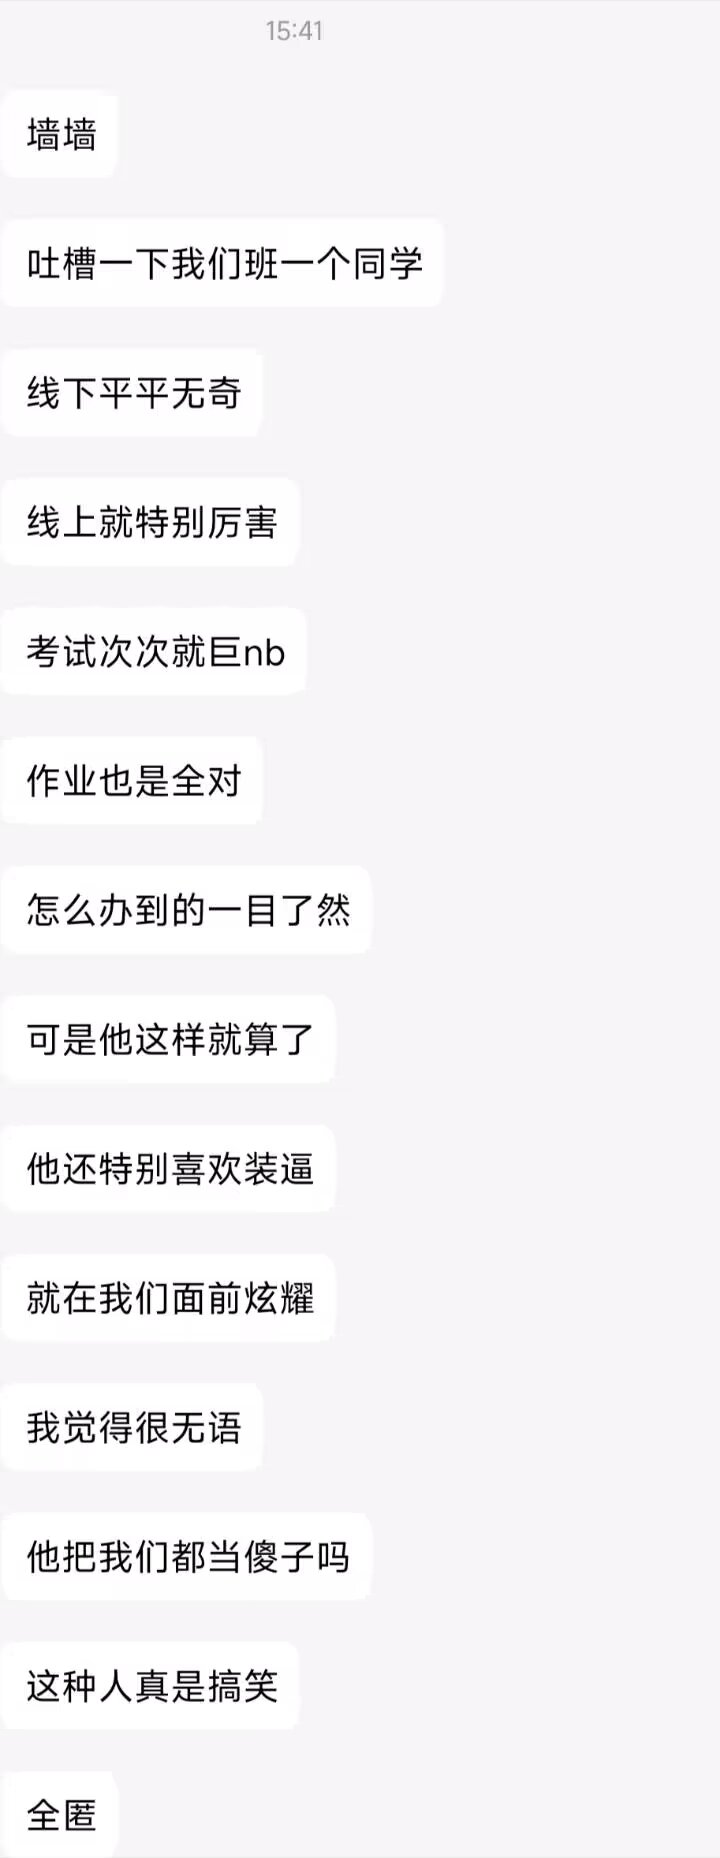 15:41
墙墙
吐槽一下我们班一个同学
线下平平无奇
线上就特别厉害
考试次次就巨nb
作业也是全对
怎么办到的一目了然
可是他这样就算了
他还特别喜欢装逼
就在我们面前炫耀
我觉得很无语
他把我们都当傻子吗
这种人真是搞笑
全匿